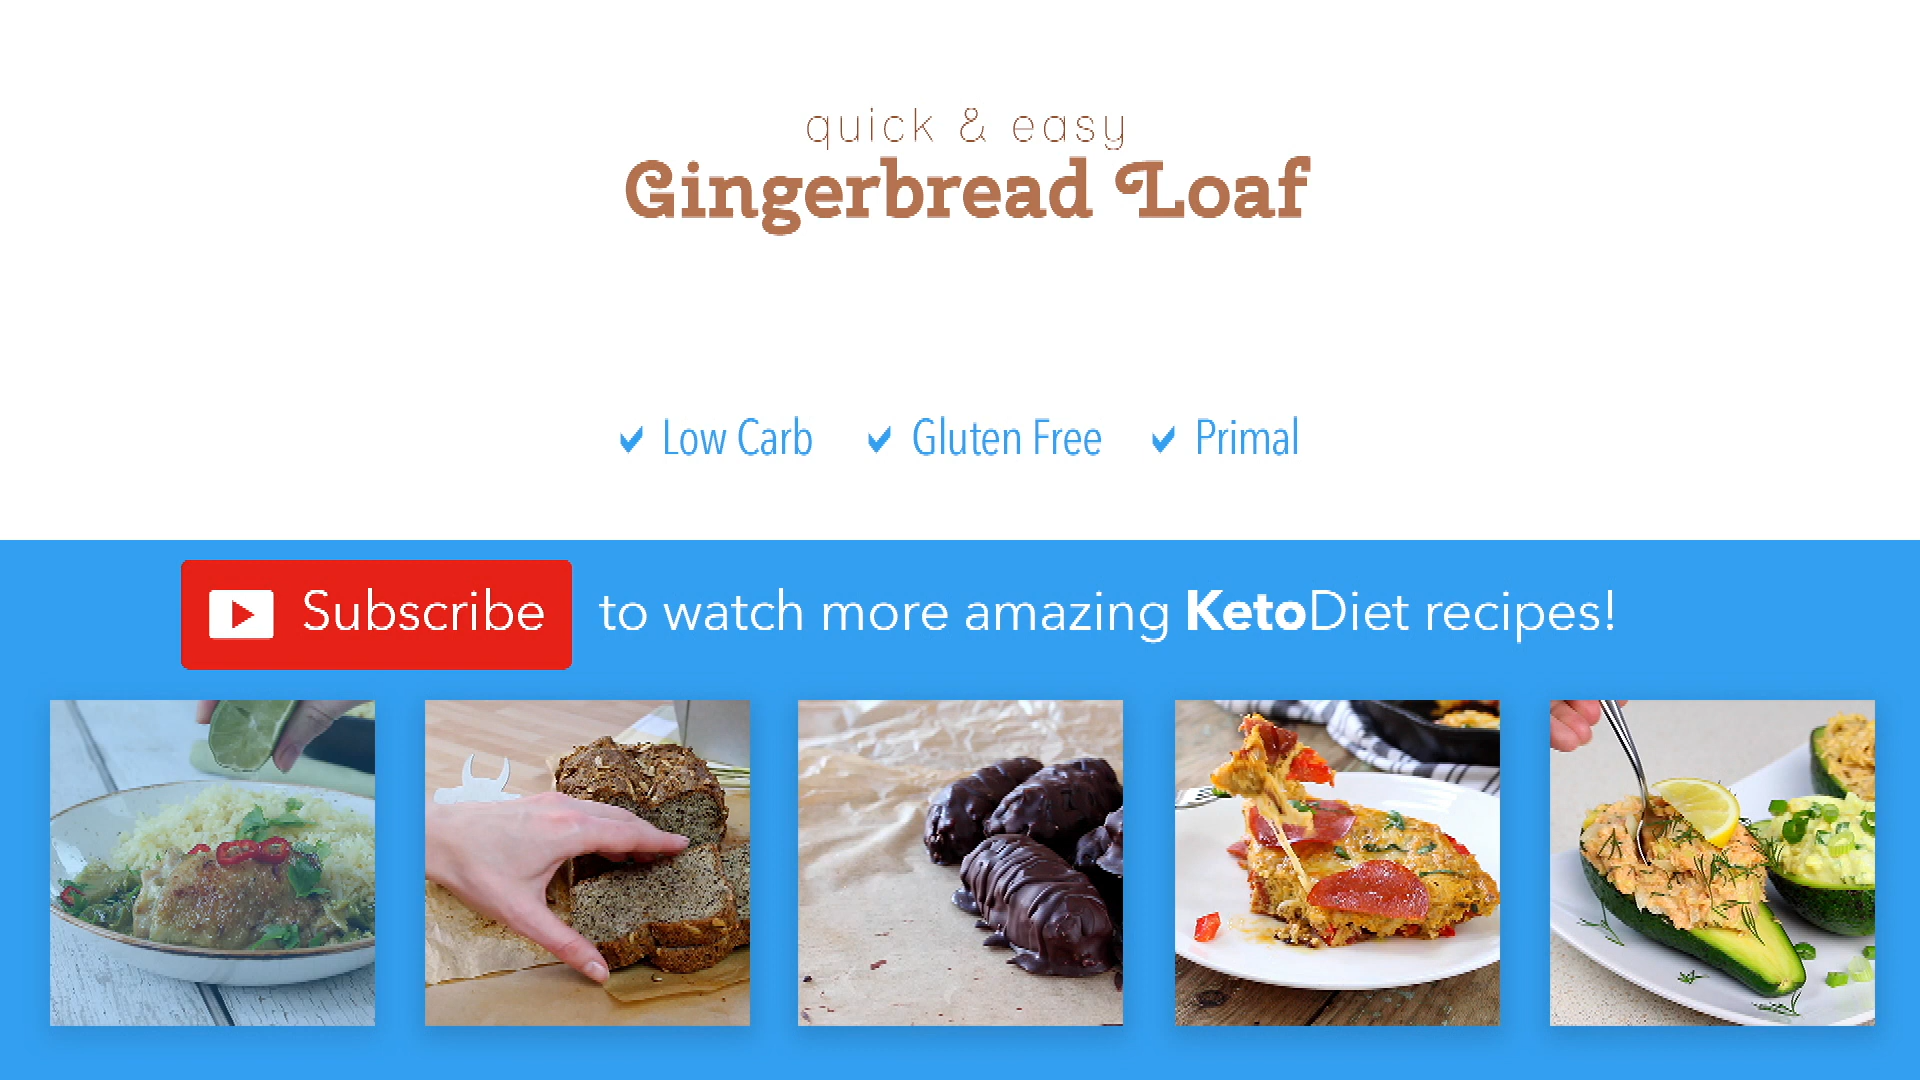 quick & easy
Gingerbread Loaf
Low Carb Gluten Free Primal
Subscribe to watch more amazing KetoDiet recipes!